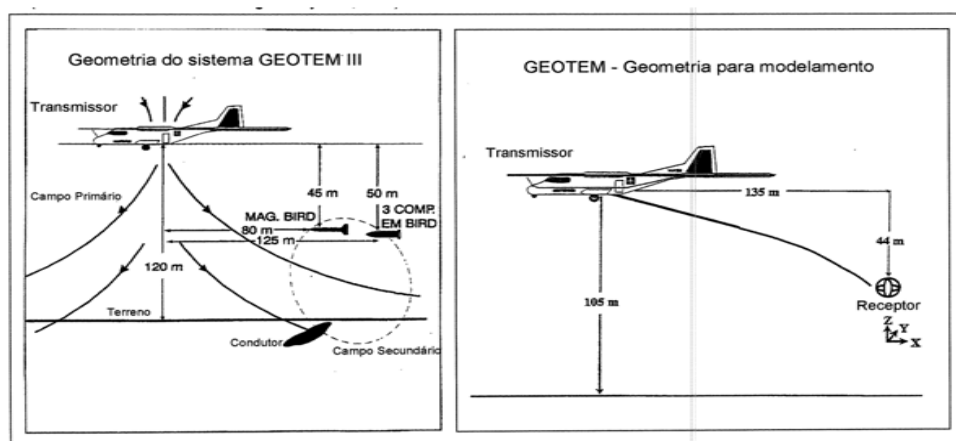 Geometria do sistema GEOTEM III
Transmissor
Campo Primário
45 m
50 m
MAG. BIRD
3 COMP.
EM BIRD
80 m
125 m
120 m
Terreno
Condutor
Campo Secundário
GEOTEM - Geometria para modelamento
Transmissor
135 m
44 m
105 m
Receptor
Z
Y
X